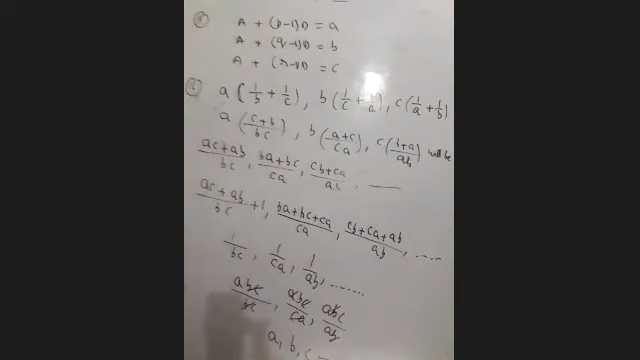 A + (p-1)D = a
A + (q-1)D = b
A + (r-1)D = c
a(1/b + 1/c), b(1/c + 1/a), c(1/a + 1/b)
a((c+b)/bc), b((a+c)/ca), c((b+a)/ab) will be
(ac+ab)/bc, (ba+bc)/ca, (cb+ca)/ab, ——
(ac+ab)/bc + 1, (ba+bc+ca)/ca, (cb+ca+ab)/ab, .....
1/bc, 1/ca, 1/ab, .......
abc/bc, abc/ca, abc/ab
a, b, c —